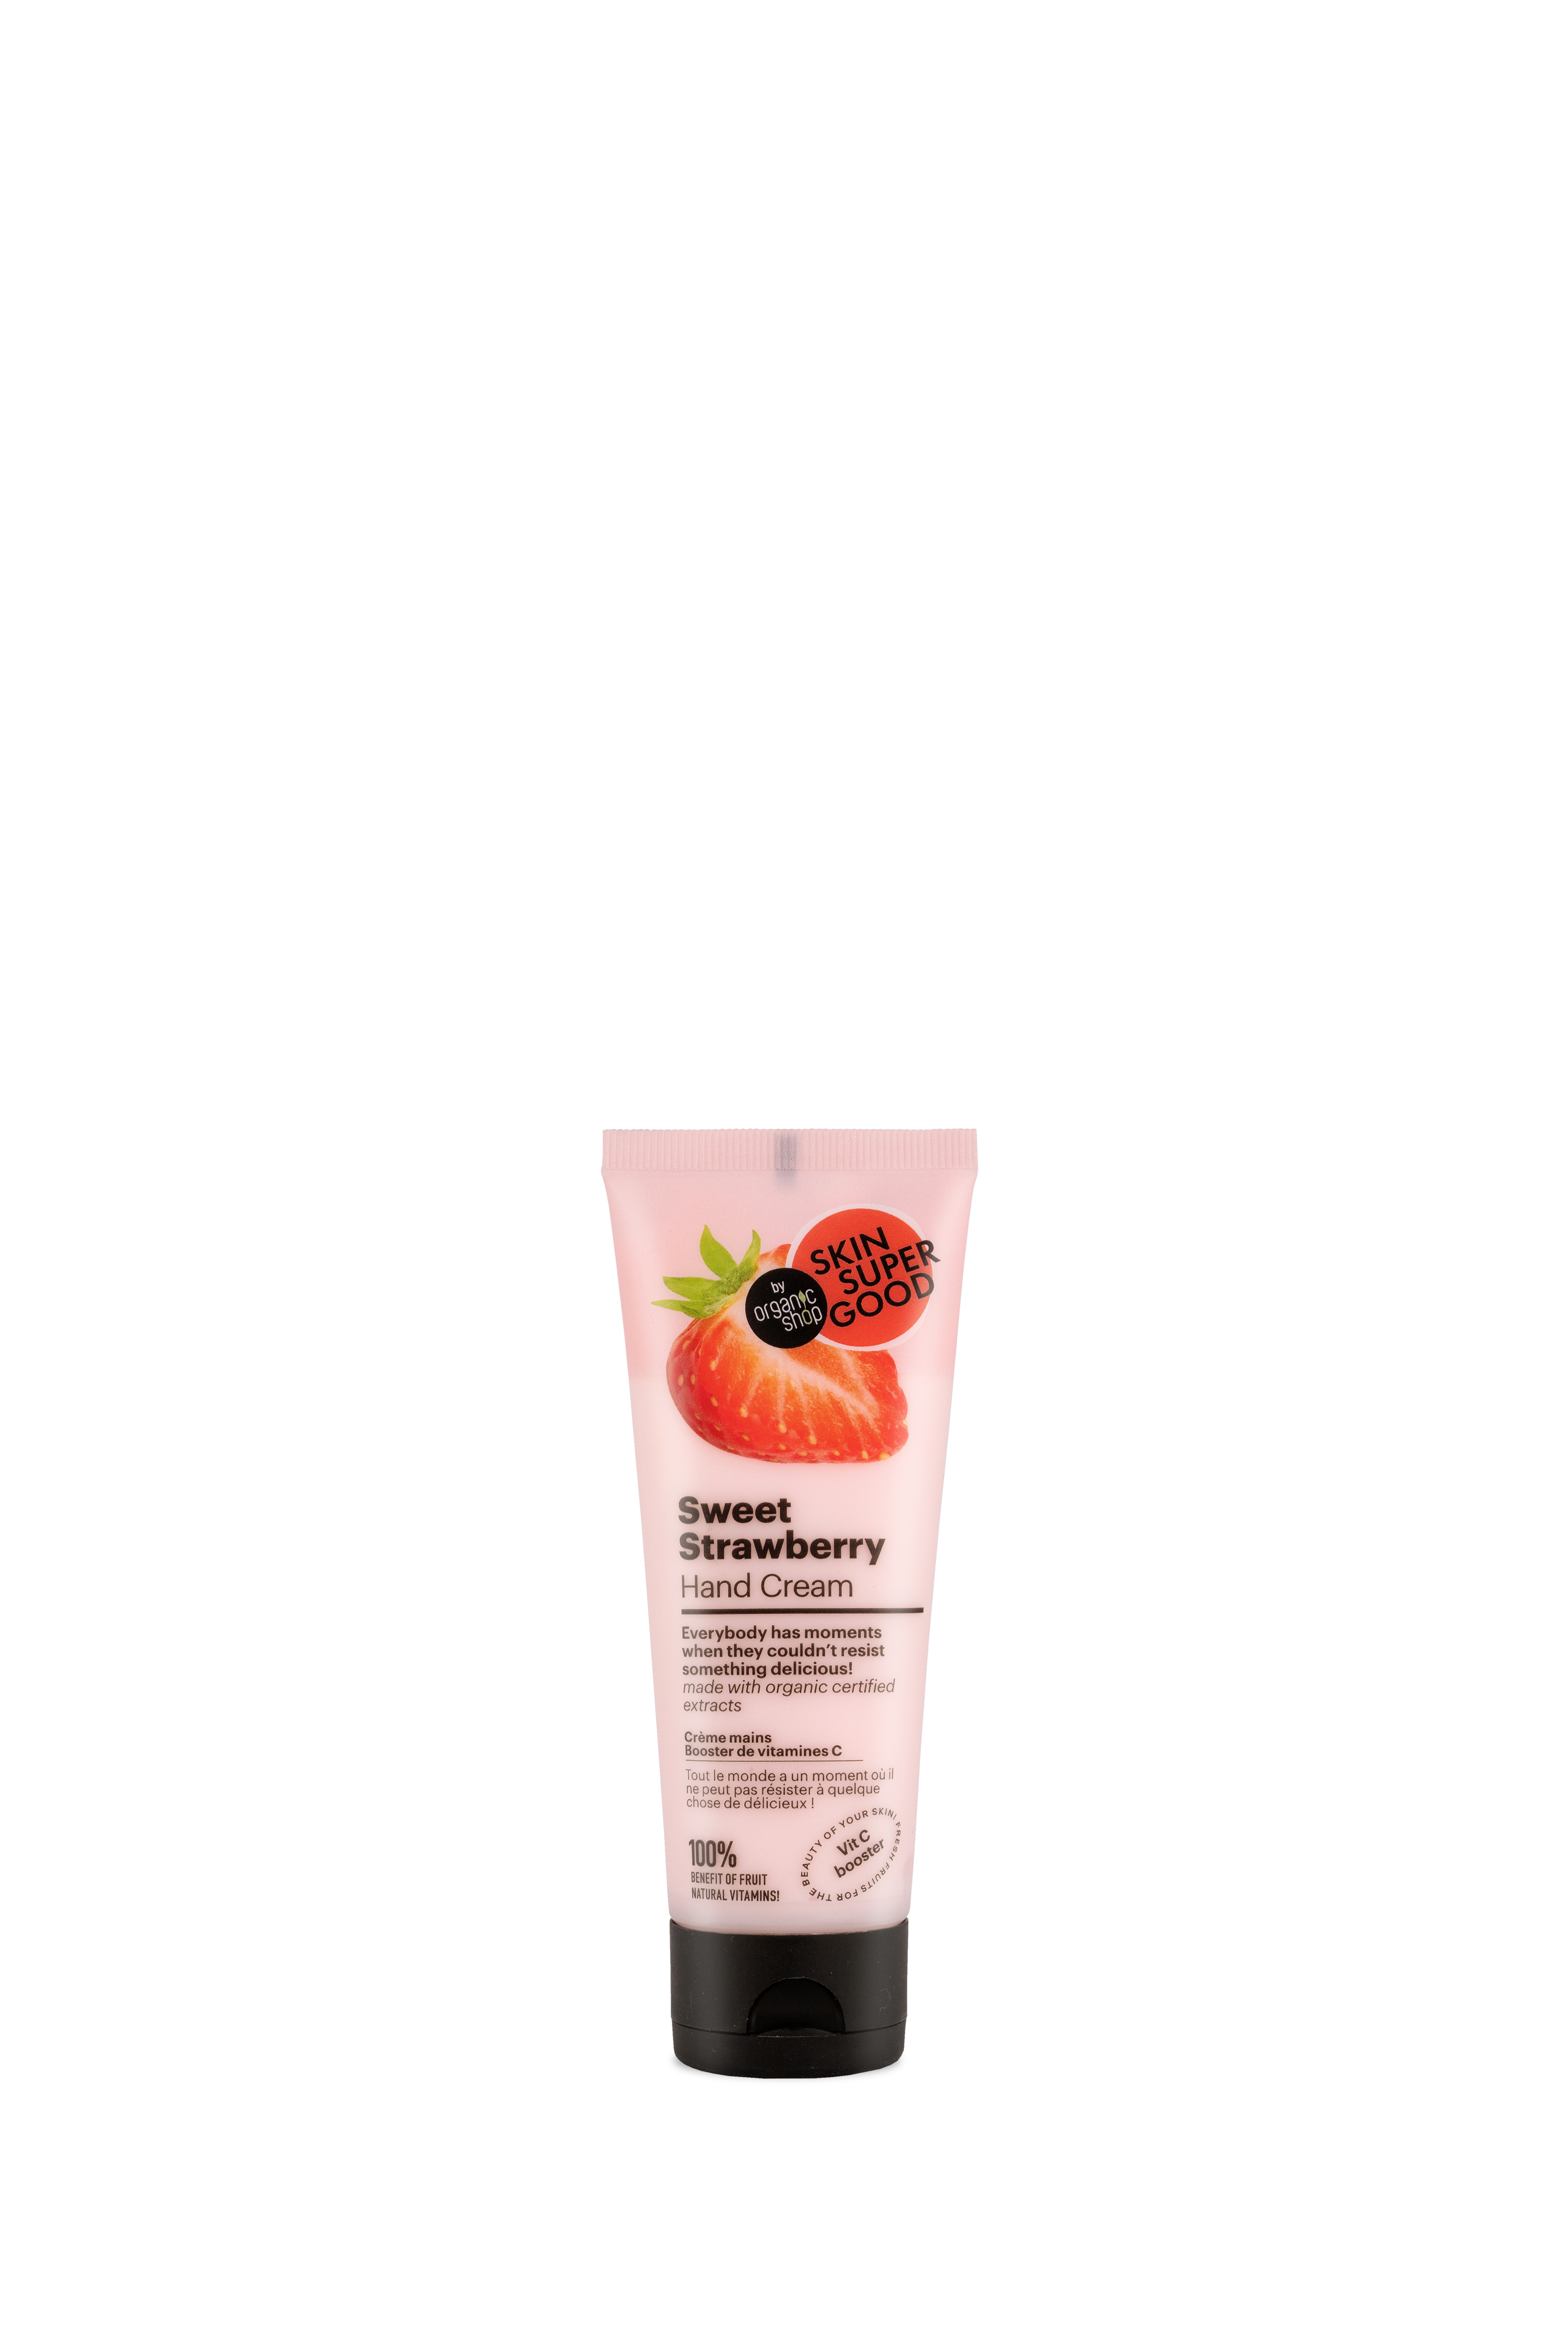 SKIN
SUPER
GOOD
by
organic
shop
Sweet
Strawberry
Hand Cream
Everybody has moments
when they couldn't resist
something delicious!
made with organic certified
extracts
Crème mains
Booster de vitamines C
Tout le monde a un moment où il
ne peut pas résister à quelque
chose de délicieux !
100%
BENEFIT OF FRUIT
NATURAL VITAMINS!
Vit C
booster
FRESH FRUITS FOR THE BEAUTY OF YOUR SKIN!